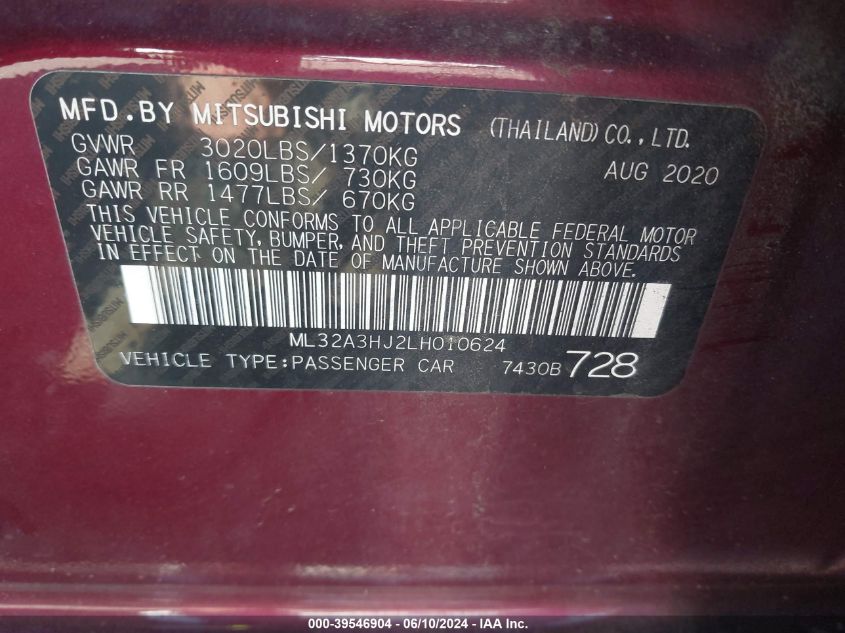 MFD.BY MITSUBISHI MOTORS (THAILAND) CO., LTD.
GVWR 3020LBS/1370KG AUG 2020
GAWR FR 1609LBS/ 730KG
GAWR RR 1477LBS/ 670KG
THIS VEHICLE CONFORMS TO ALL APPLICABLE FEDERAL MOTOR
VEHICLE SAFETY, BUMPER, AND THEFT PREVENTION STANDARDS
IN EFFECT ON THE DATE OF MANUFACTURE SHOWN ABOVE.
ML32A3HJ2LH010624
VEHICLE TYPE:PASSENGER CAR 7430B 728
000-39546904 - 06/10/2024 - IAA Inc.